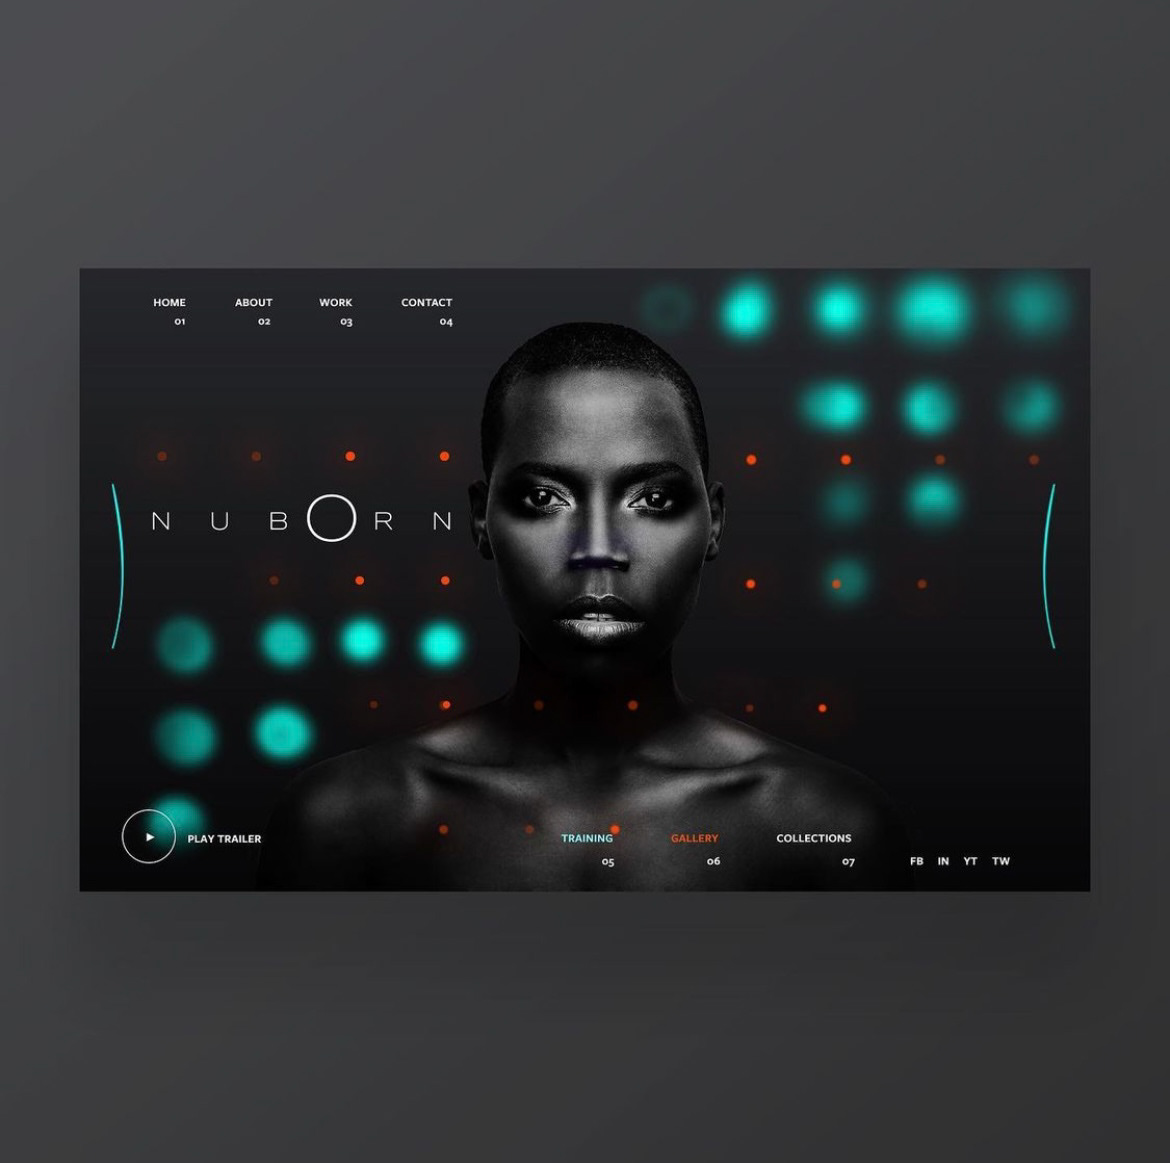 HOME ABOUT WORK CONTACT
01 02 03 04
NUBORN
PLAY TRAILER
TRAINING GALLERY COLLECTIONS
05 06 07
FB IN YT TW